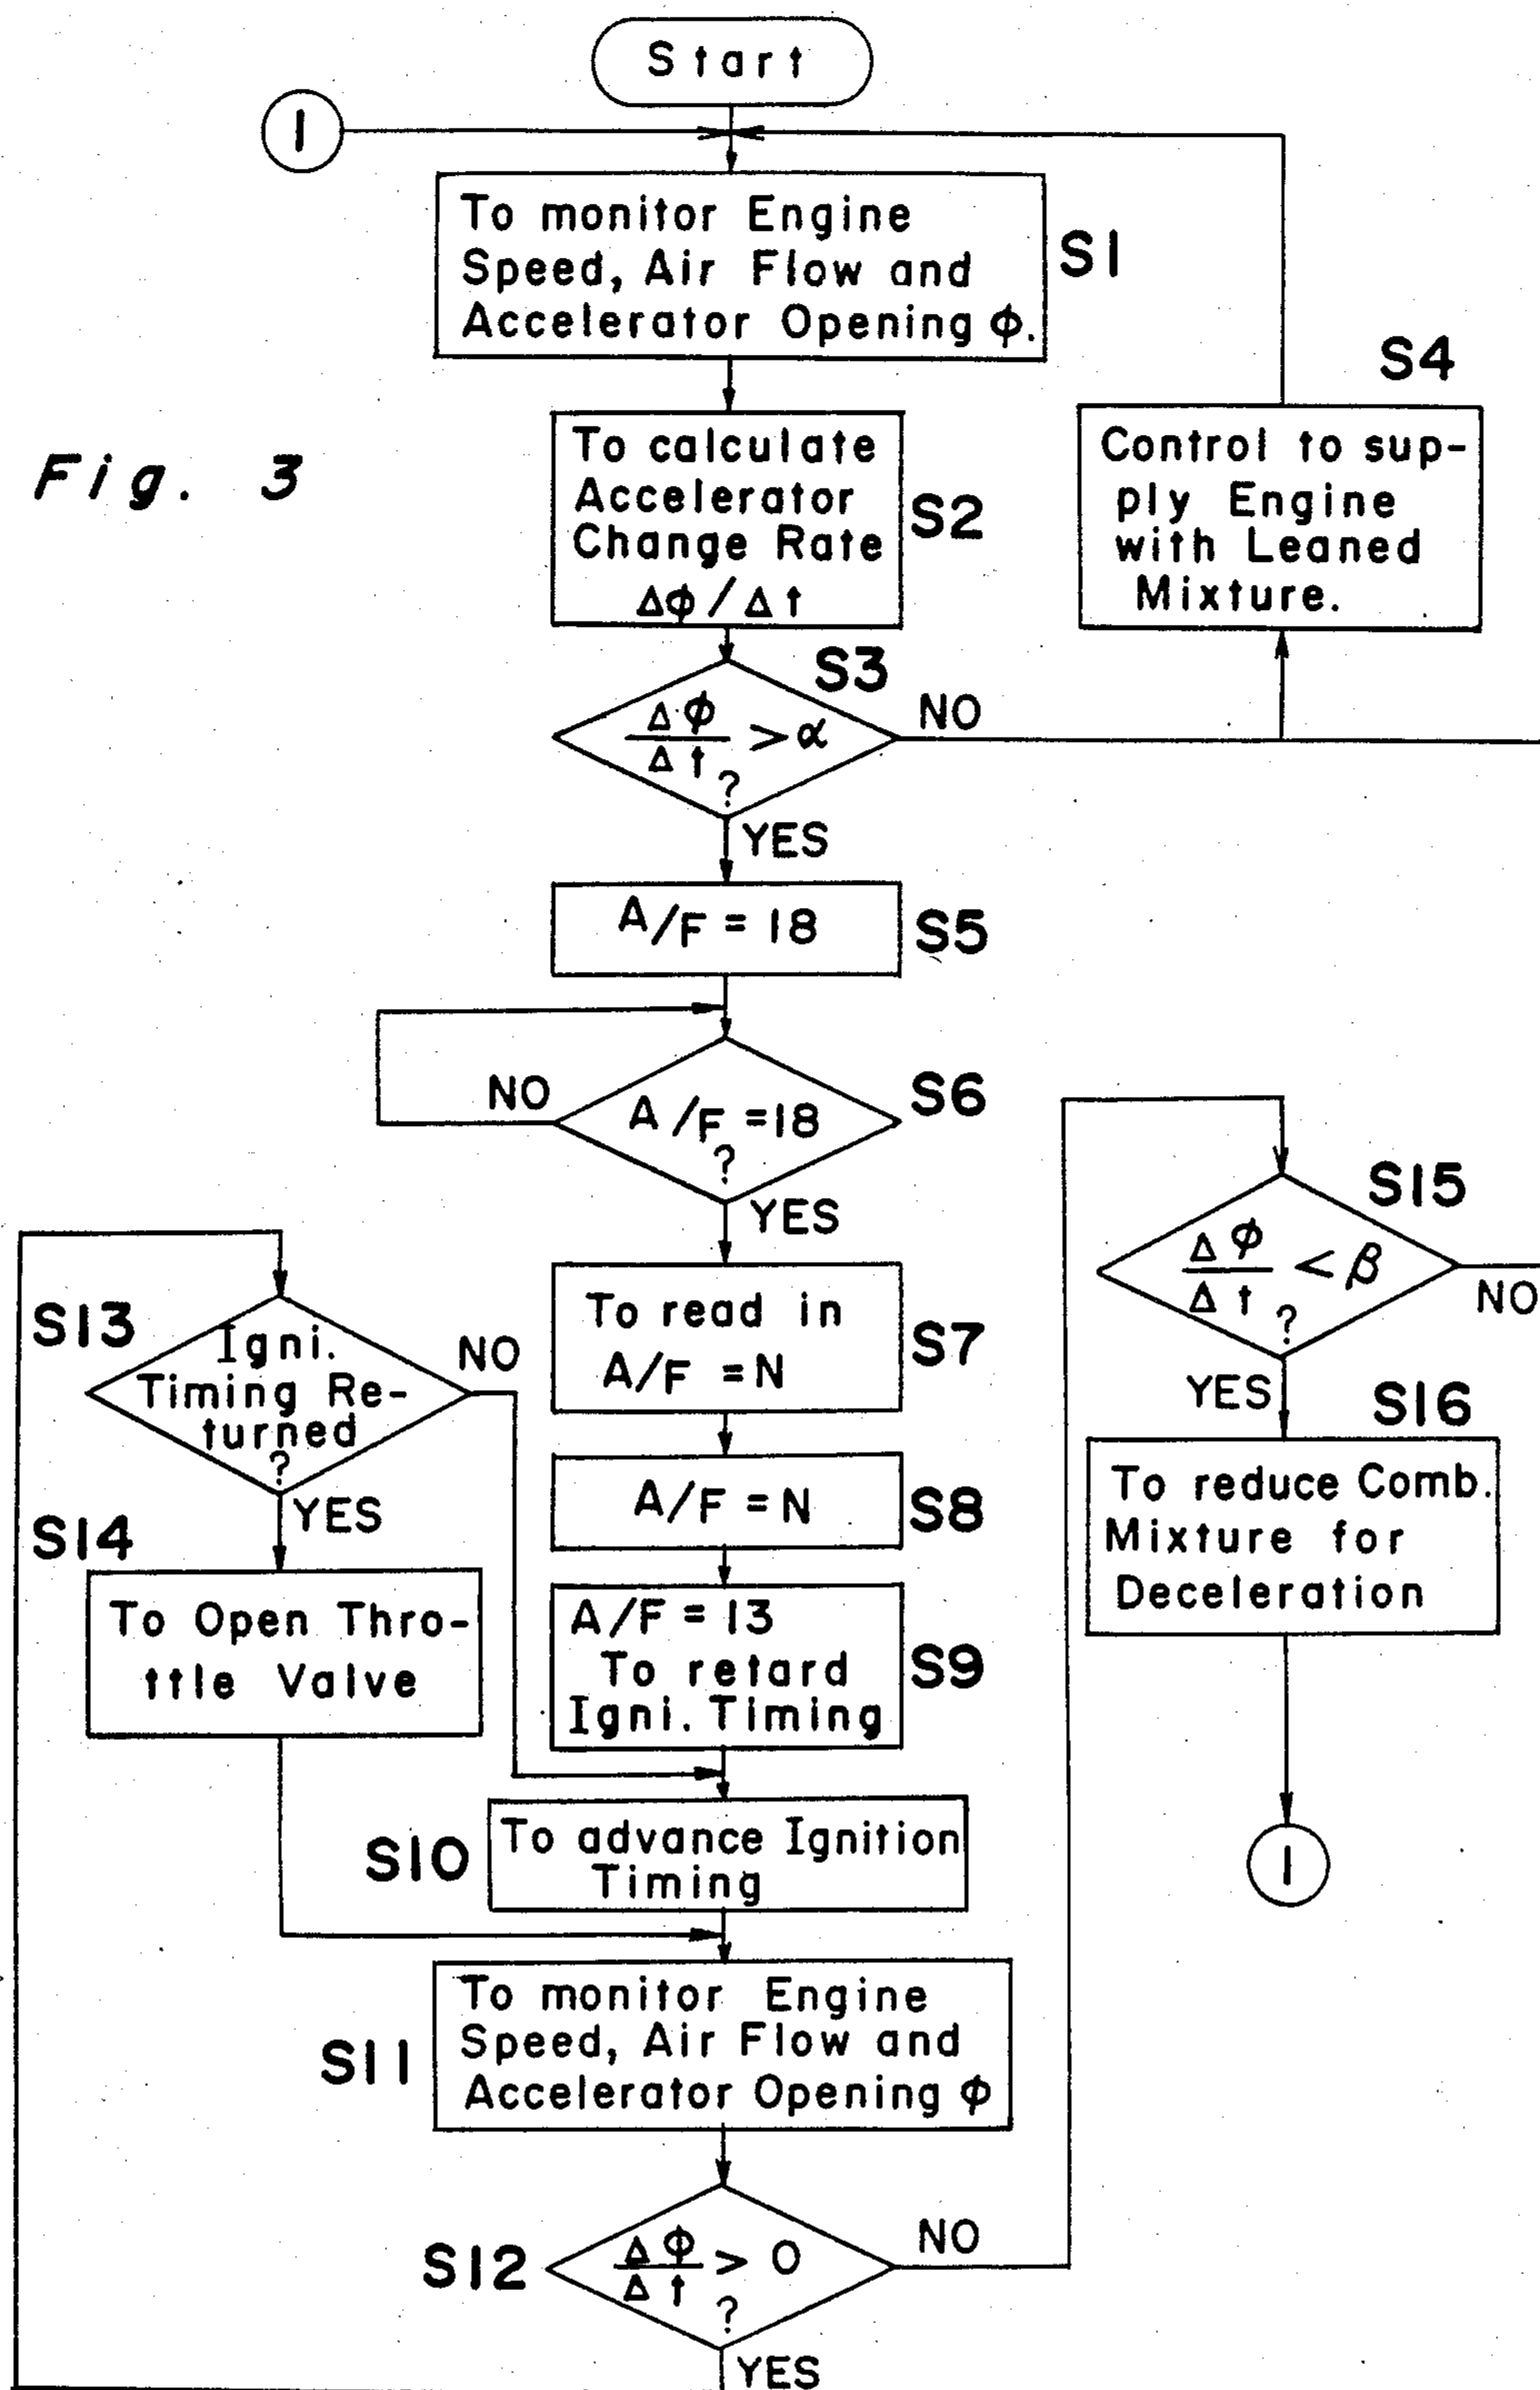 Start
1
To monitor Engine
Speed, Air Flow and
Accelerator Opening φ.
S1
S4
Fig. 3
To calculate
Accelerator
Change Rate
Δφ/Δt
S2
Control to sup-
ply Engine
with Leaned
Mixture.
S3
Δφ
Δt
>α
?
NO
YES
A/F = 18
S5
NO
A/F =18
?
S6
YES
S15
Δφ
Δt
<β
?
NO
YES
S13
Igni.
Timing Re-
turned
?
NO
YES
To read in
A/F = N
S7
S16
To reduce Comb.
Mixture for
Deceleration
S14
To Open Thro-
ttle Valve
A/F = N
S8
A/F = 13
To retard
Igni. Timing
S9
S10
To advance Ignition
Timing
1
S11
To monitor Engine
Speed, Air Flow and
Accelerator Opening φ
S12
Δφ
Δt
> 0
?
NO
YES